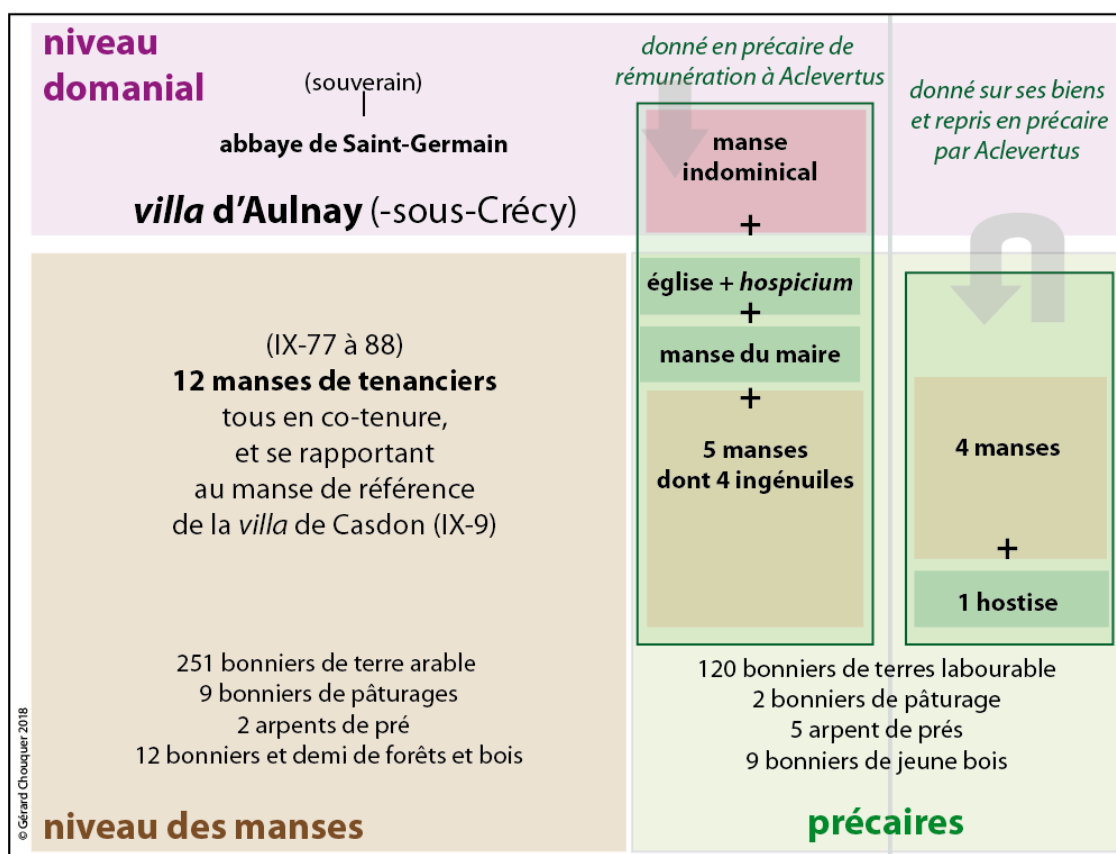 niveau
domanial
(souverain)
abbaye de Saint-Germain
villa d'Aulnay (-sous-Crécy)
donné en précaire de
rémunération à Aclevertus
donné sur ses biens
et repris en précaire
par Aclevertus
manse
indominical
+
église + hospicium
+
manse du maire
+
5 manses
dont 4 ingénuiles
4 manses
+
1 hostise
(IX-77 à 88)
12 manses de tenanciers
tous en co-tenure,
et se rapportant
au manse de référence
de la villa de Casdon (IX-9)
251 bonniers de terre arable
9 bonniers de pâturages
2 arpents de pré
12 bonniers et demi de forêts et bois
120 bonniers de terres labourable
2 bonniers de pâturage
5 arpent de prés
9 bonniers de jeune bois
niveau des manses
précaires
© Gérard Chouquer 2018